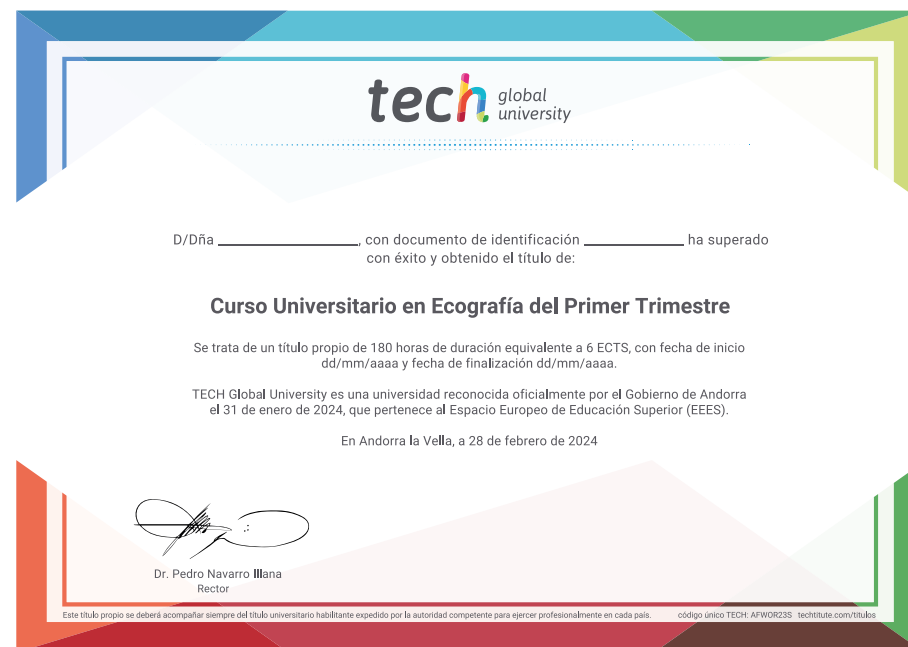 tech global university
D/Dña ____________________, con documento de identificación ______________ ha superado
con éxito y obtenido el título de:
Curso Universitario en Ecografía del Primer Trimestre
Se trata de un título propio de 180 horas de duración equivalente a 6 ECTS, con fecha de inicio
dd/mm/aaaa y fecha de finalización dd/mm/aaaa.
TECH Global University es una universidad reconocida oficialmente por el Gobierno de Andorra
el 31 de enero de 2024, que pertenece al Espacio Europeo de Educación Superior (EEES).
En Andorra la Vella, a 28 de febrero de 2024
Dr. Pedro Navarro Illana
Rector
Este título propio se deberá acompañar siempre del título universitario habilitante expedido por la autoridad competente para ejercer profesionalmente en cada país. código único TECH: AFWOR23S techtitute.com/titulos